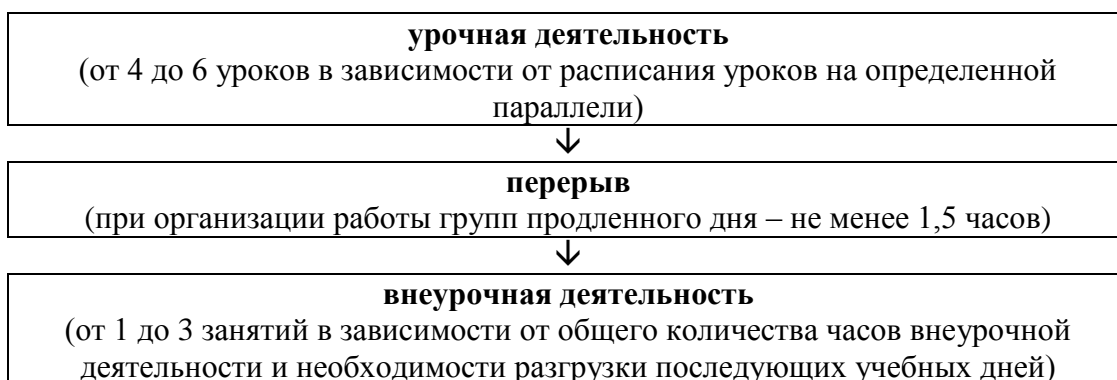 урочная деятельность
(от 4 до 6 уроков в зависимости от расписания уроков на определенной
параллели)
перерыв
(при организации работы групп продленного дня – не менее 1,5 часов)
внеурочная деятельность
(от 1 до 3 занятий в зависимости от общего количества часов внеурочной
деятельности и необходимости разгрузки последующих учебных дней)